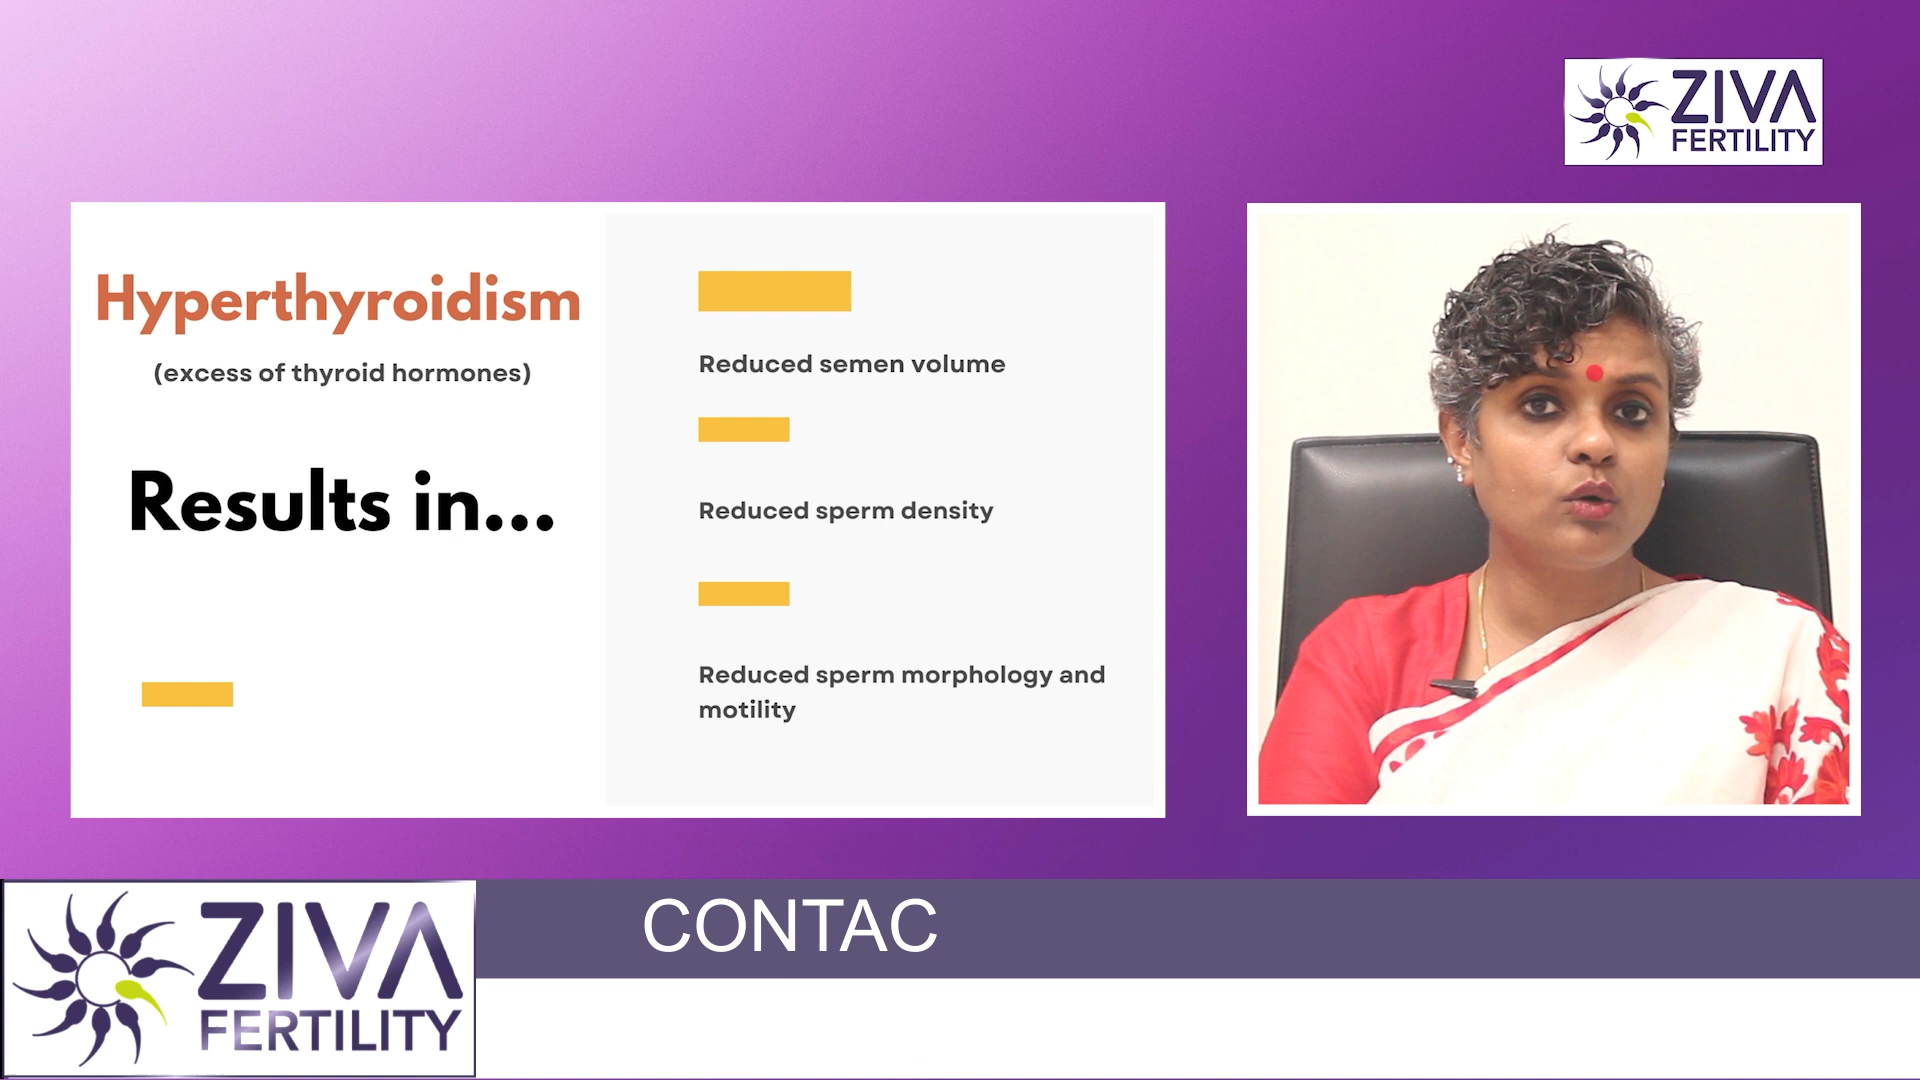 ZIVA
FERTILITY
Hyperthyroidism
(excess of thyroid hormones)
Results in...
Reduced semen volume
Reduced sperm density
Reduced sperm morphology and
motility
ZIVA
FERTILITY
CONTAC